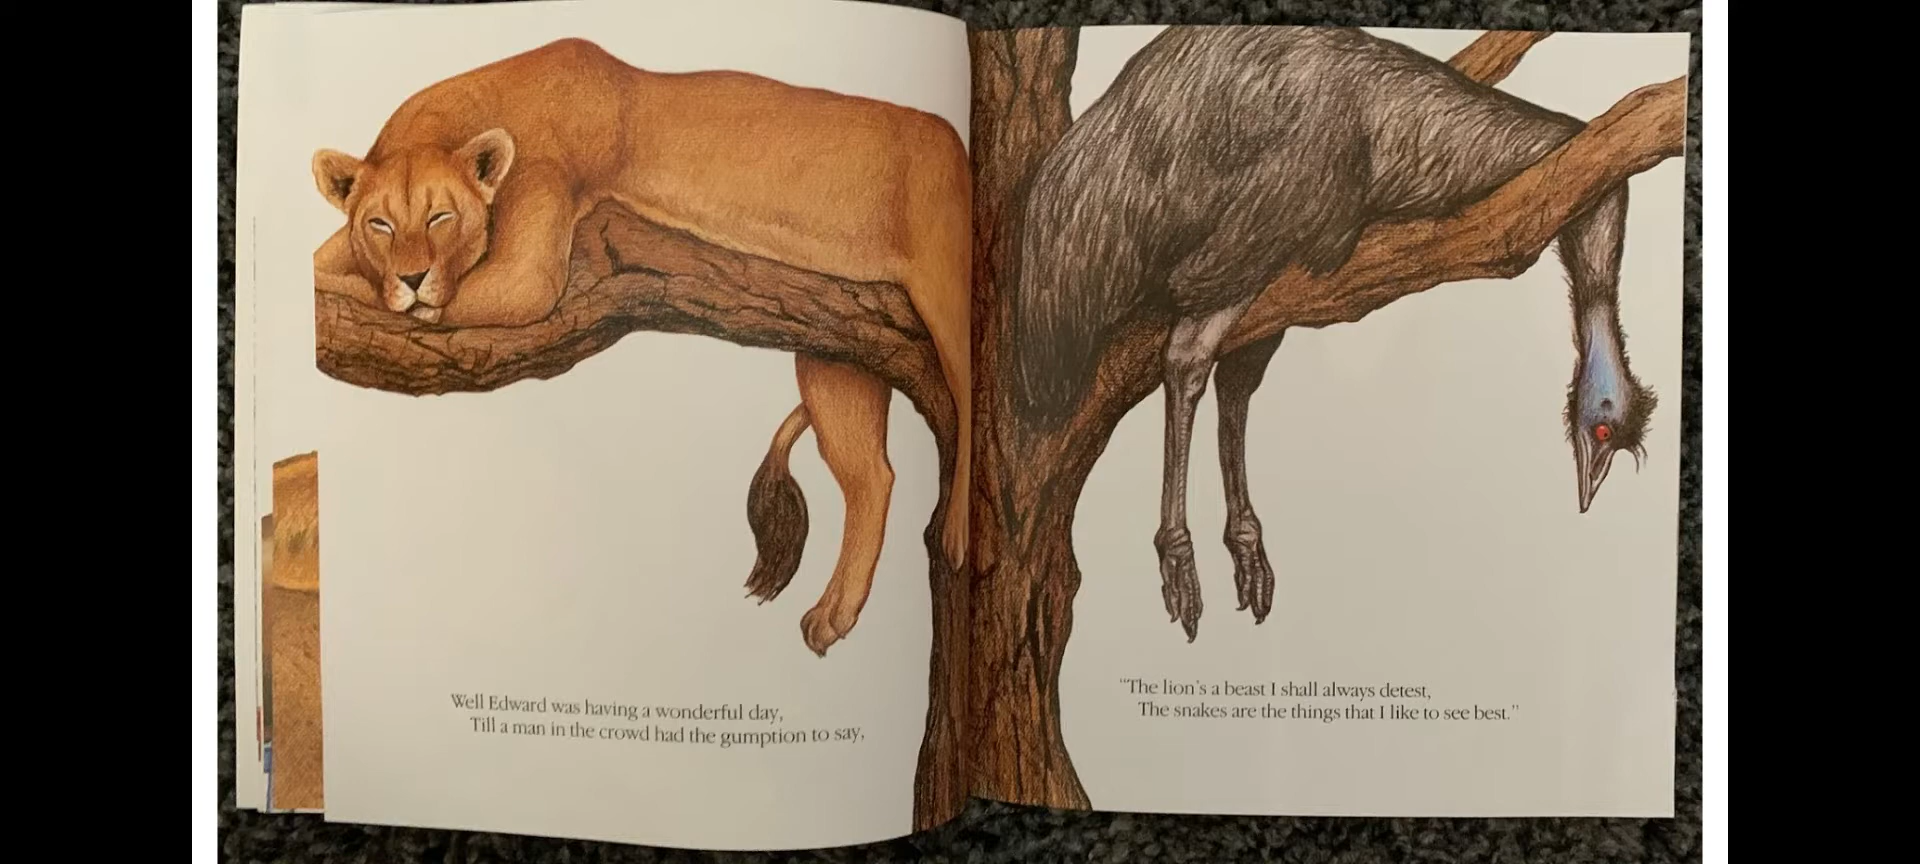 Well Edward was having a wonderful day,
Till a man in the crowd had the gumption to say,
"The lion's a beast I shall always detest,
The snakes are the things that I like to see best."